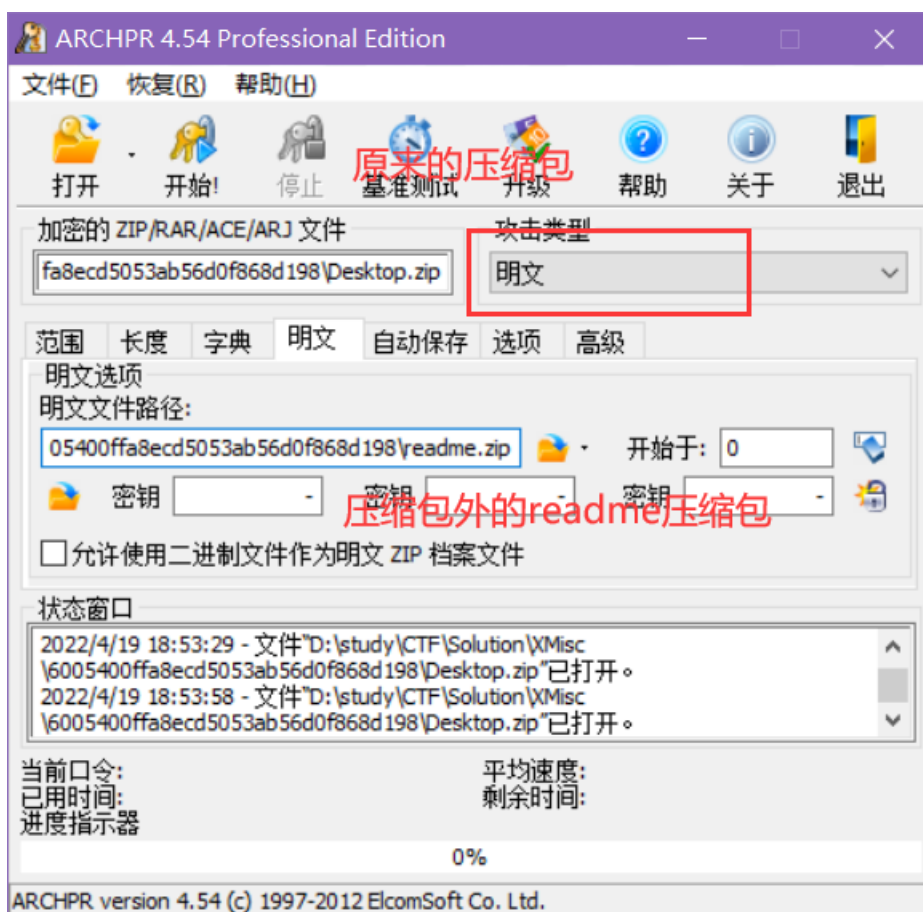 ARCHPR 4.54 Professional Edition
文件(F) 恢复(R) 帮助(H)
原来的压缩包
打开 开始! 停止 基准测试 升级 帮助 关于 退出
加密的 ZIP/RAR/ACE/ARJ 文件 攻击类型
fa8ecd5053ab56d0f868d198\Desktop.zip 明文
范围 长度 字典 明文 自动保存 选项 高级
明文选项
明文文件路径:
05400ffa8ecd5053ab56d0f868d198\readme.zip 开始于: 0
密钥 - 密钥 - 密钥 -
压缩包外的readme压缩包
允许使用二进制文件作为明文 ZIP 档案文件
状态窗口
2022/4/19 18:53:29 - 文件"D:\study\CTF\Solution\XMisc
\6005400ffa8ecd5053ab56d0f868d198\Desktop.zip"已打开。
2022/4/19 18:53:58 - 文件"D:\study\CTF\Solution\XMisc
\6005400ffa8ecd5053ab56d0f868d198\Desktop.zip"已打开。
当前口令: 平均速度:
已用时间: 剩余时间:
进度指示器
0%
ARCHPR version 4.54 (c) 1997-2012 ElcomSoft Co. Ltd.